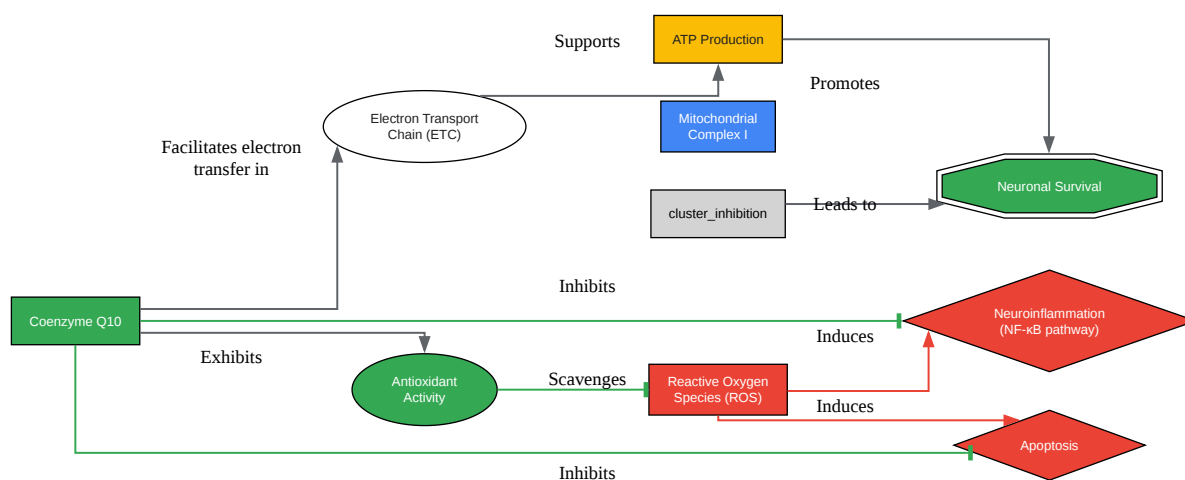 Supports
ATP Production
Promotes
Electron Transport
Chain (ETC)
Mitochondrial
Complex I
Facilitates electron
transfer in
Neuronal Survival
cluster_inhibition
Leads to
Inhibits
Coenzyme Q10
Neuroinflammation
(NF-κB pathway)
Induces
Exhibits
Antioxidant
Activity
Scavenges
Reactive Oxygen
Species (ROS)
Induces
Apoptosis
Inhibits